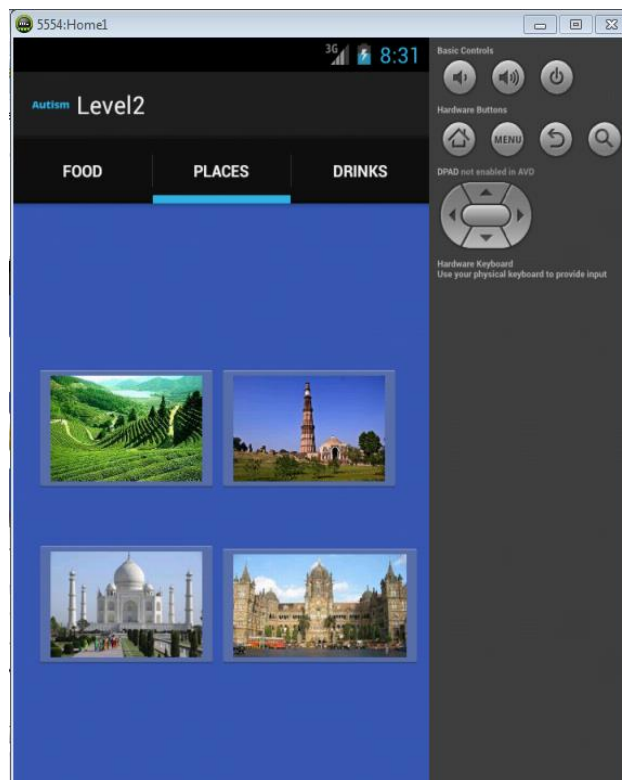 5554:Home1
3G 8:31
Autism Level2
FOOD PLACES DRINKS
Basic Controls
Hardware Buttons
MENU
DPAD not enabled in AVD
Hardware Keyboard
Use your physical keyboard to provide input